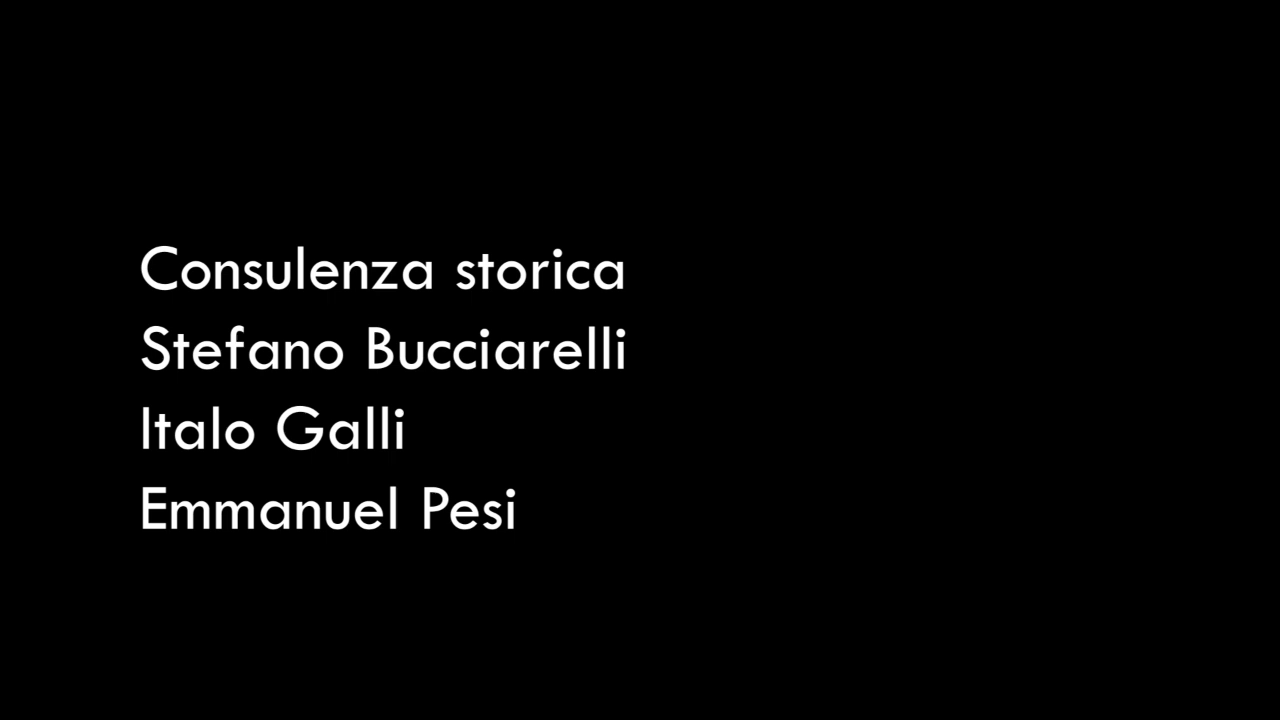 Consulenza storica
Stefano Bucciarelli
Italo Galli
Emmanuel Pesi